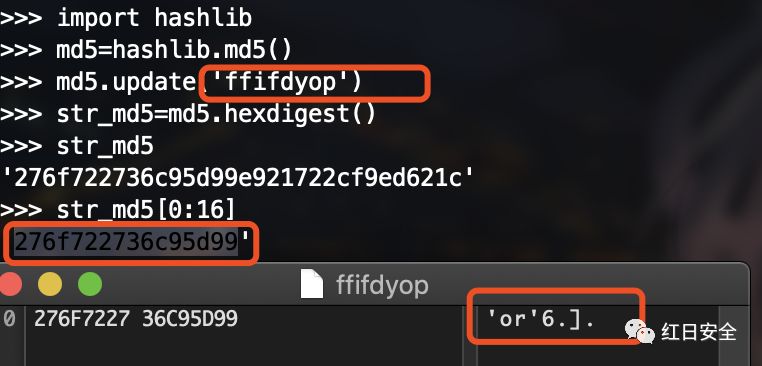 >>> import hashlib
>>> md5=hashlib.md5()
>>> md5.update('ffifdyop')
>>> str_md5=md5.hexdigest()
>>> str_md5
'276f722736c95d99e921722cf9ed621c'
>>> str_md5[0:16]
'276f722736c95d99'
ffifdyop
0 276F7227 36C95D99 'or'6.].
红日安全